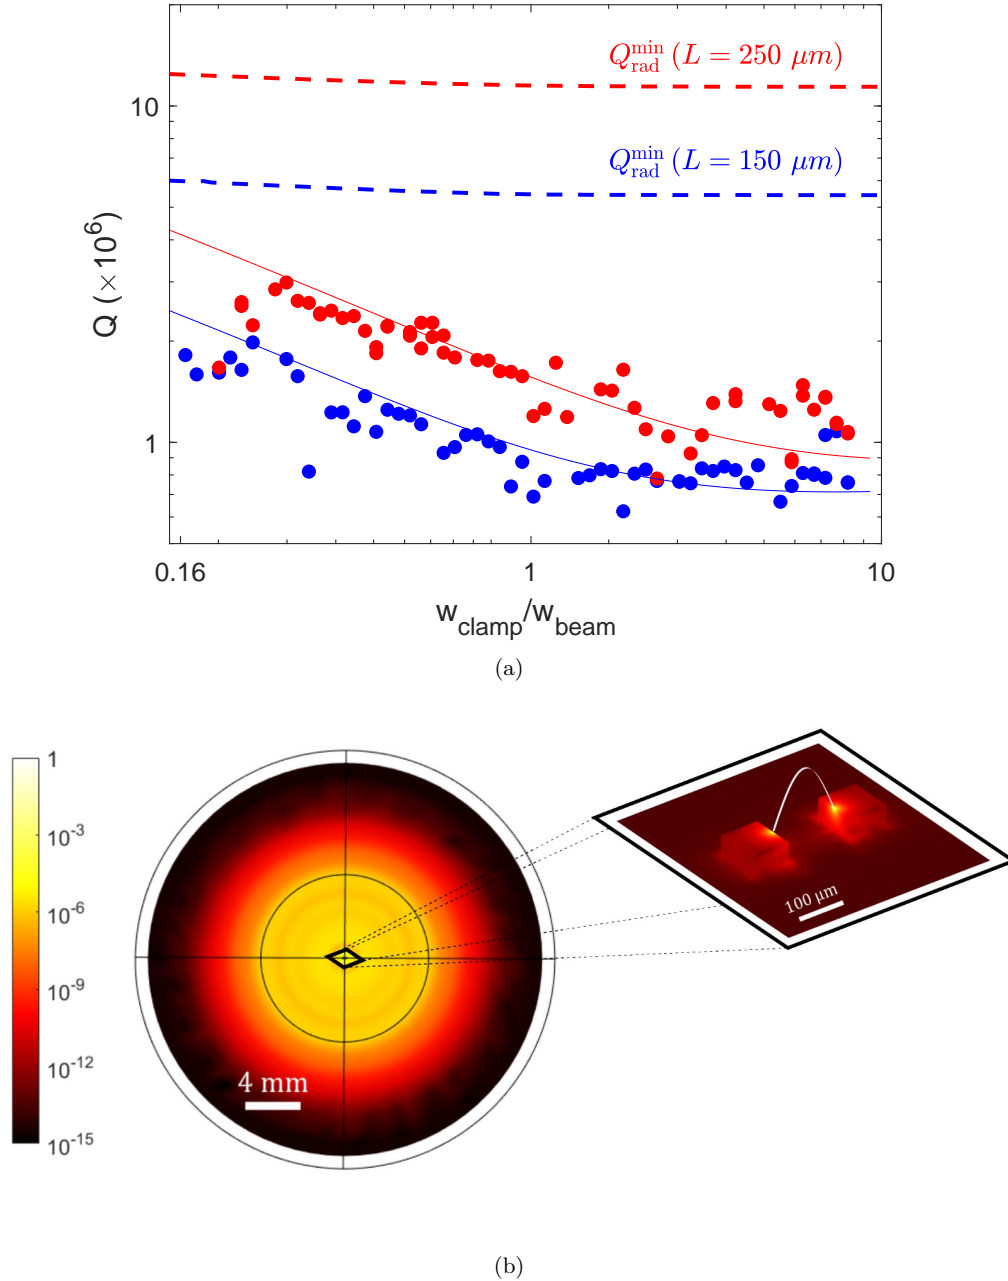 Q_rad^min (L = 250 μm)
10
Q_rad^min (L = 150 μm)
Q (×10^6)
1
0.16
1
10
w_clamp/w_beam
(a)
1
10^-3
10^-6
10^-9
10^-12
10^-15
4 mm
100 μm
(b)